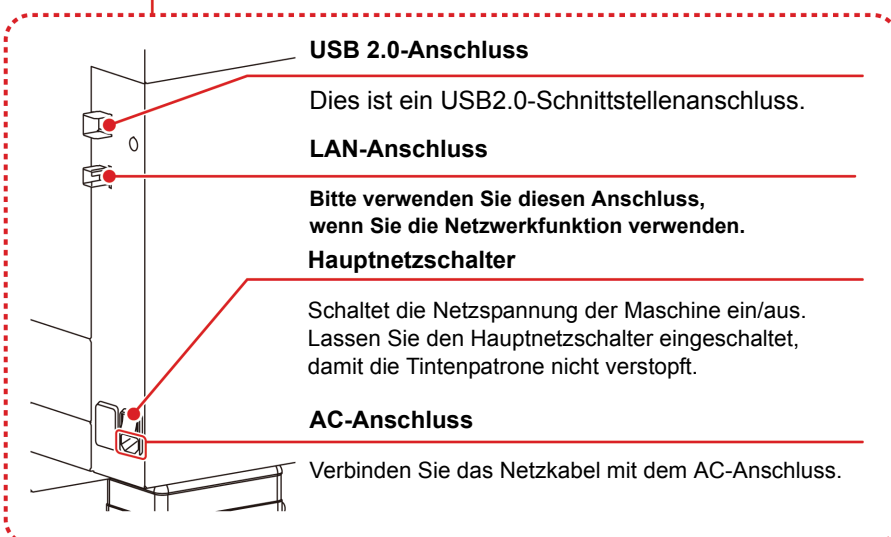 USB 2.0-Anschluss
Dies ist ein USB2.0-Schnittstellenanschluss.
LAN-Anschluss
Bitte verwenden Sie diesen Anschluss,
wenn Sie die Netzwerkfunktion verwenden.
Hauptnetzschalter
Schaltet die Netzspannung der Maschine ein/aus.
Lassen Sie den Hauptnetzschalter eingeschaltet,
damit die Tintenpatrone nicht verstopft.
AC-Anschluss
Verbinden Sie das Netzkabel mit dem AC-Anschluss.